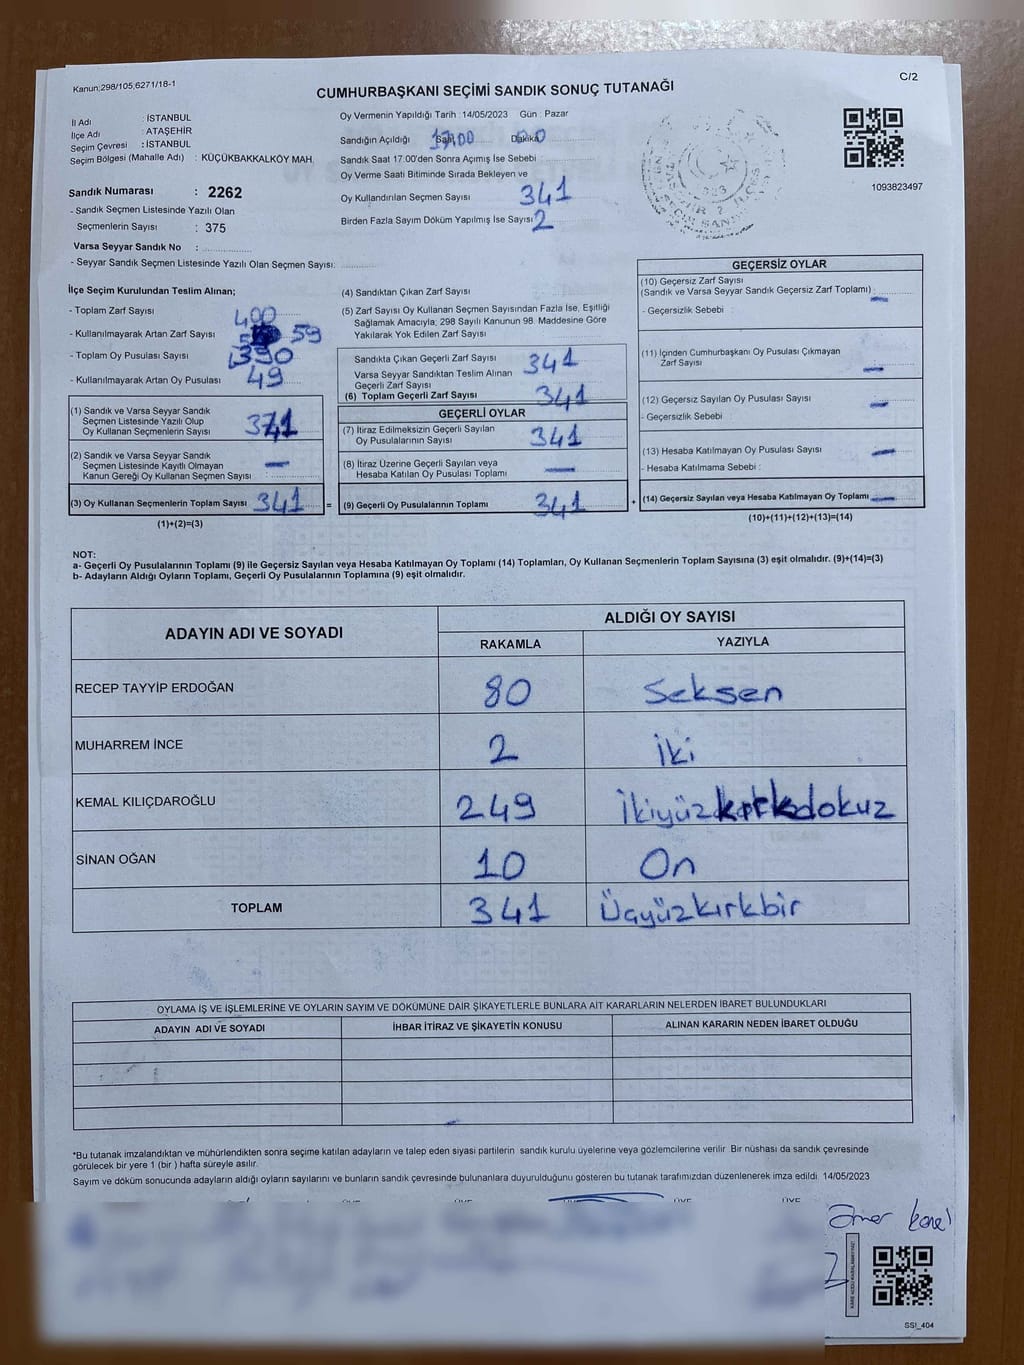 Kanun;298/105,6271/18-1
C/2
CUMHURBAŞKANI SEÇİMİ SANDIK SONUÇ TUTANAĞI
İl Adı : İSTANBUL
İlçe Adı : ATAŞEHİR
Seçim Çevresi : İSTANBUL
Seçim Bölgesi (Mahalle Adı) : KÜÇÜKBAKKALKÖY MAH.
Sandık Numarası : 2262
- Sandık Seçmen Listesinde Yazılı Olan
Seçmenlerin Sayısı : 375
Varsa Seyyar Sandık No :
- Seyyar Sandık Seçmen Listesinde Yazılı Olan Seçmen Sayısı:
Oy Vermenin Yapıldığı Tarih : 14/05/2023 Gün : Pazar
Sandığın Açıldığı Saat 17,00 Dakika 00
Sandık Saat 17:00'den Sonra Açımış İse Sebebi
Oy Verme Saati Bitiminde Sırada Bekleyen ve
Oy Kullandırılan Seçmen Sayısı 341
Birden Fazla Sayım Döküm Yapılmış İse Sayısı 2
1093823497
İlçe Seçim Kurulundan Teslim Alınan;
- Toplam Zarf Sayısı 400
- Kullanılmayarak Artan Zarf Sayısı 59
- Toplam Oy Pusulası Sayısı 390
- Kullanılmayarak Artan Oy Pusulası 49
(1) Sandık ve Varsa Seyyar Sandık
Seçmen Listesinde Yazılı Olup
Oy Kullanan Seçmenlerin Sayısı 341
(2) Sandık ve Varsa Seyyar Sandık
Seçmen Listesinde Kayıtlı Olmayan
Kanun Gereği Oy Kullanan Seçmen Sayısı : —
(3) Oy Kullanan Seçmenlerin Toplam Sayısı 341 =
(1)+(2)=(3)
(4) Sandıktan Çıkan Zarf Sayısı
(5) Zarf Sayısı Oy Kullanan Seçmen Sayısından Fazla İse, Eşitliği
Sağlamak Amacıyla; 298 Sayılı Kanunun 98. Maddesine Göre
Yakılarak Yok Edilen Zarf Sayısı
Sandıkta Çıkan Geçerli Zarf Sayısı 341
Varsa Seyyar Sandıktan Teslim Alınan
Geçerli Zarf Sayısı
(6) Toplam Geçerli Zarf Sayısı 341
GEÇERLİ OYLAR
(7) İtiraz Edilmeksizin Geçerli Sayılan
Oy Pusulalarının Sayısı 341
(8) İtiraz Üzerine Geçerli Sayılan veya
Hesaba Katılan Oy Pusulası Toplamı —
(9) Geçerli Oy Pusulalarının Toplamı 341 +
GEÇERSİZ OYLAR
(10) Geçersiz Zarf Sayısı
(Sandık ve Varsa Seyyar Sandık Geçersiz Zarf Toplamı) : —
- Geçersizlik Sebebi :
(11) İçinden Cumhurbaşkanı Oy Pusulası Çıkmayan
Zarf Sayısı —
(12) Geçersiz Sayılan Oy Pusulası Sayısı —
- Geçersizlik Sebebi
(13) Hesaba Katılmayan Oy Pusulası Sayısı —
- Hesaba Katılmama Sebebi :
(14) Geçersiz Sayılan veya Hesaba Katılmayan Oy Toplamı —
(10)+(11)+(12)+(13)=(14)
NOT:
a- Geçerli Oy Pusulalarının Toplamı (9) ile Geçersiz Sayılan veya Hesaba Katılmayan Oy Toplamı (14) Toplamları, Oy Kullanan Seçmenlerin Toplam Sayısına (3) eşit olmalıdır. (9)+(14)=(3)
b- Adayların Aldığı Oyların Toplamı, Geçerli Oy Pusulalarının Toplamına (9) eşit olmalıdır.
ADAYIN ADI VE SOYADI ALDIĞI OY SAYISI
RAKAMLA YAZIYLA
RECEP TAYYİP ERDOĞAN 80 Seksen
MUHARREM İNCE 2 İki
KEMAL KILIÇDAROĞLU 249 İkiyüzkırkdokuz
SİNAN OĞAN 10 On
TOPLAM 341 Üçyüzkırkbir
OYLAMA İŞ VE İŞLEMLERİNE VE OYLARIN SAYIM VE DÖKÜMÜNE DAİR ŞİKAYETLERLE BUNLARA AİT KARARLARIN NELERDEN İBARET BULUNDUKLARI
ADAYIN ADI VE SOYADI İHBAR İTİRAZ VE ŞİKAYETİN KONUSU ALINAN KARARIN NEDEN İBARET OLDUĞU
*Bu tutanak imzalandıktan ve mühürlendikten sonra seçime katılan adayların ve talep eden siyasi partilerin sandık kurulu üyelerine veya gözlemcilerine verilir. Bir nüshası da sandık çevresinde
görülecek bir yere 1 (bir ) hafta süreyle asılır.
Sayım ve döküm sonucunda adayların aldığı oyların sayılarını ve bunların sandık çevresinde bulunanlara duyurulduğunu gösteren bu tutanak tarafımızdan düzenlenerek imza edildi. 14/05/2023
ÜYE ÜYE ÜYE ÜYE
Ömer
SSİ_404